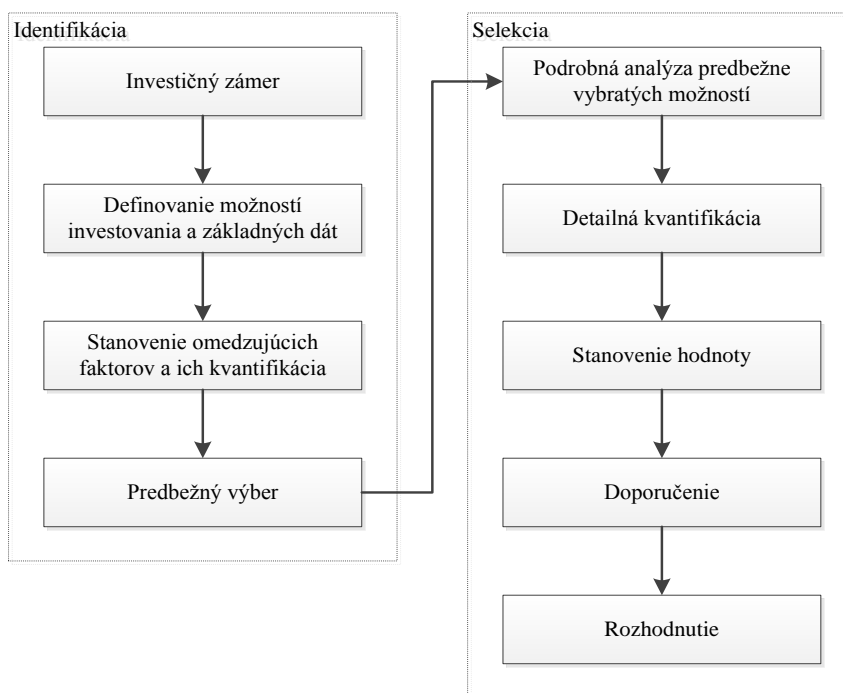 Identifikácia
Investičný zámer
Definovanie možností
investovania a základných dát
Stanovenie omedzujúcich
faktorov a ich kvantifikácia
Predbežný výber
Selekcia
Podrobná analýza predbežne
vybratých možností
Detailná kvantifikácia
Stanovenie hodnoty
Doporučenie
Rozhodnutie